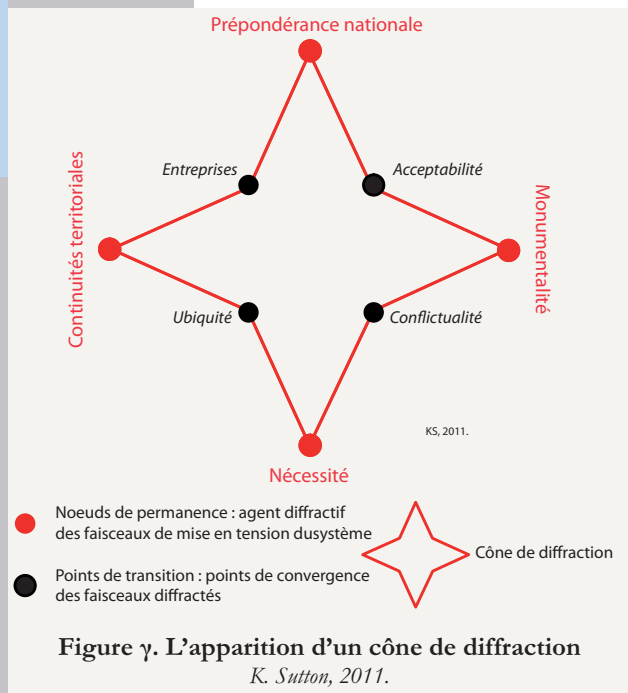 Prépondérance nationale
Entreprises
Acceptabilité
Continuités territoriales
Monumentalité
Ubiquité
Conflictualité
KS, 2011.
Nécessité
Noeuds de permanence : agent diffractif
des faisceaux de mise en tension dusystème
Cône de diffraction
Points de transition : points de convergence
des faisceaux diffractés
Figure γ. L'apparition d'un cône de diffraction
K. Sutton, 2011.